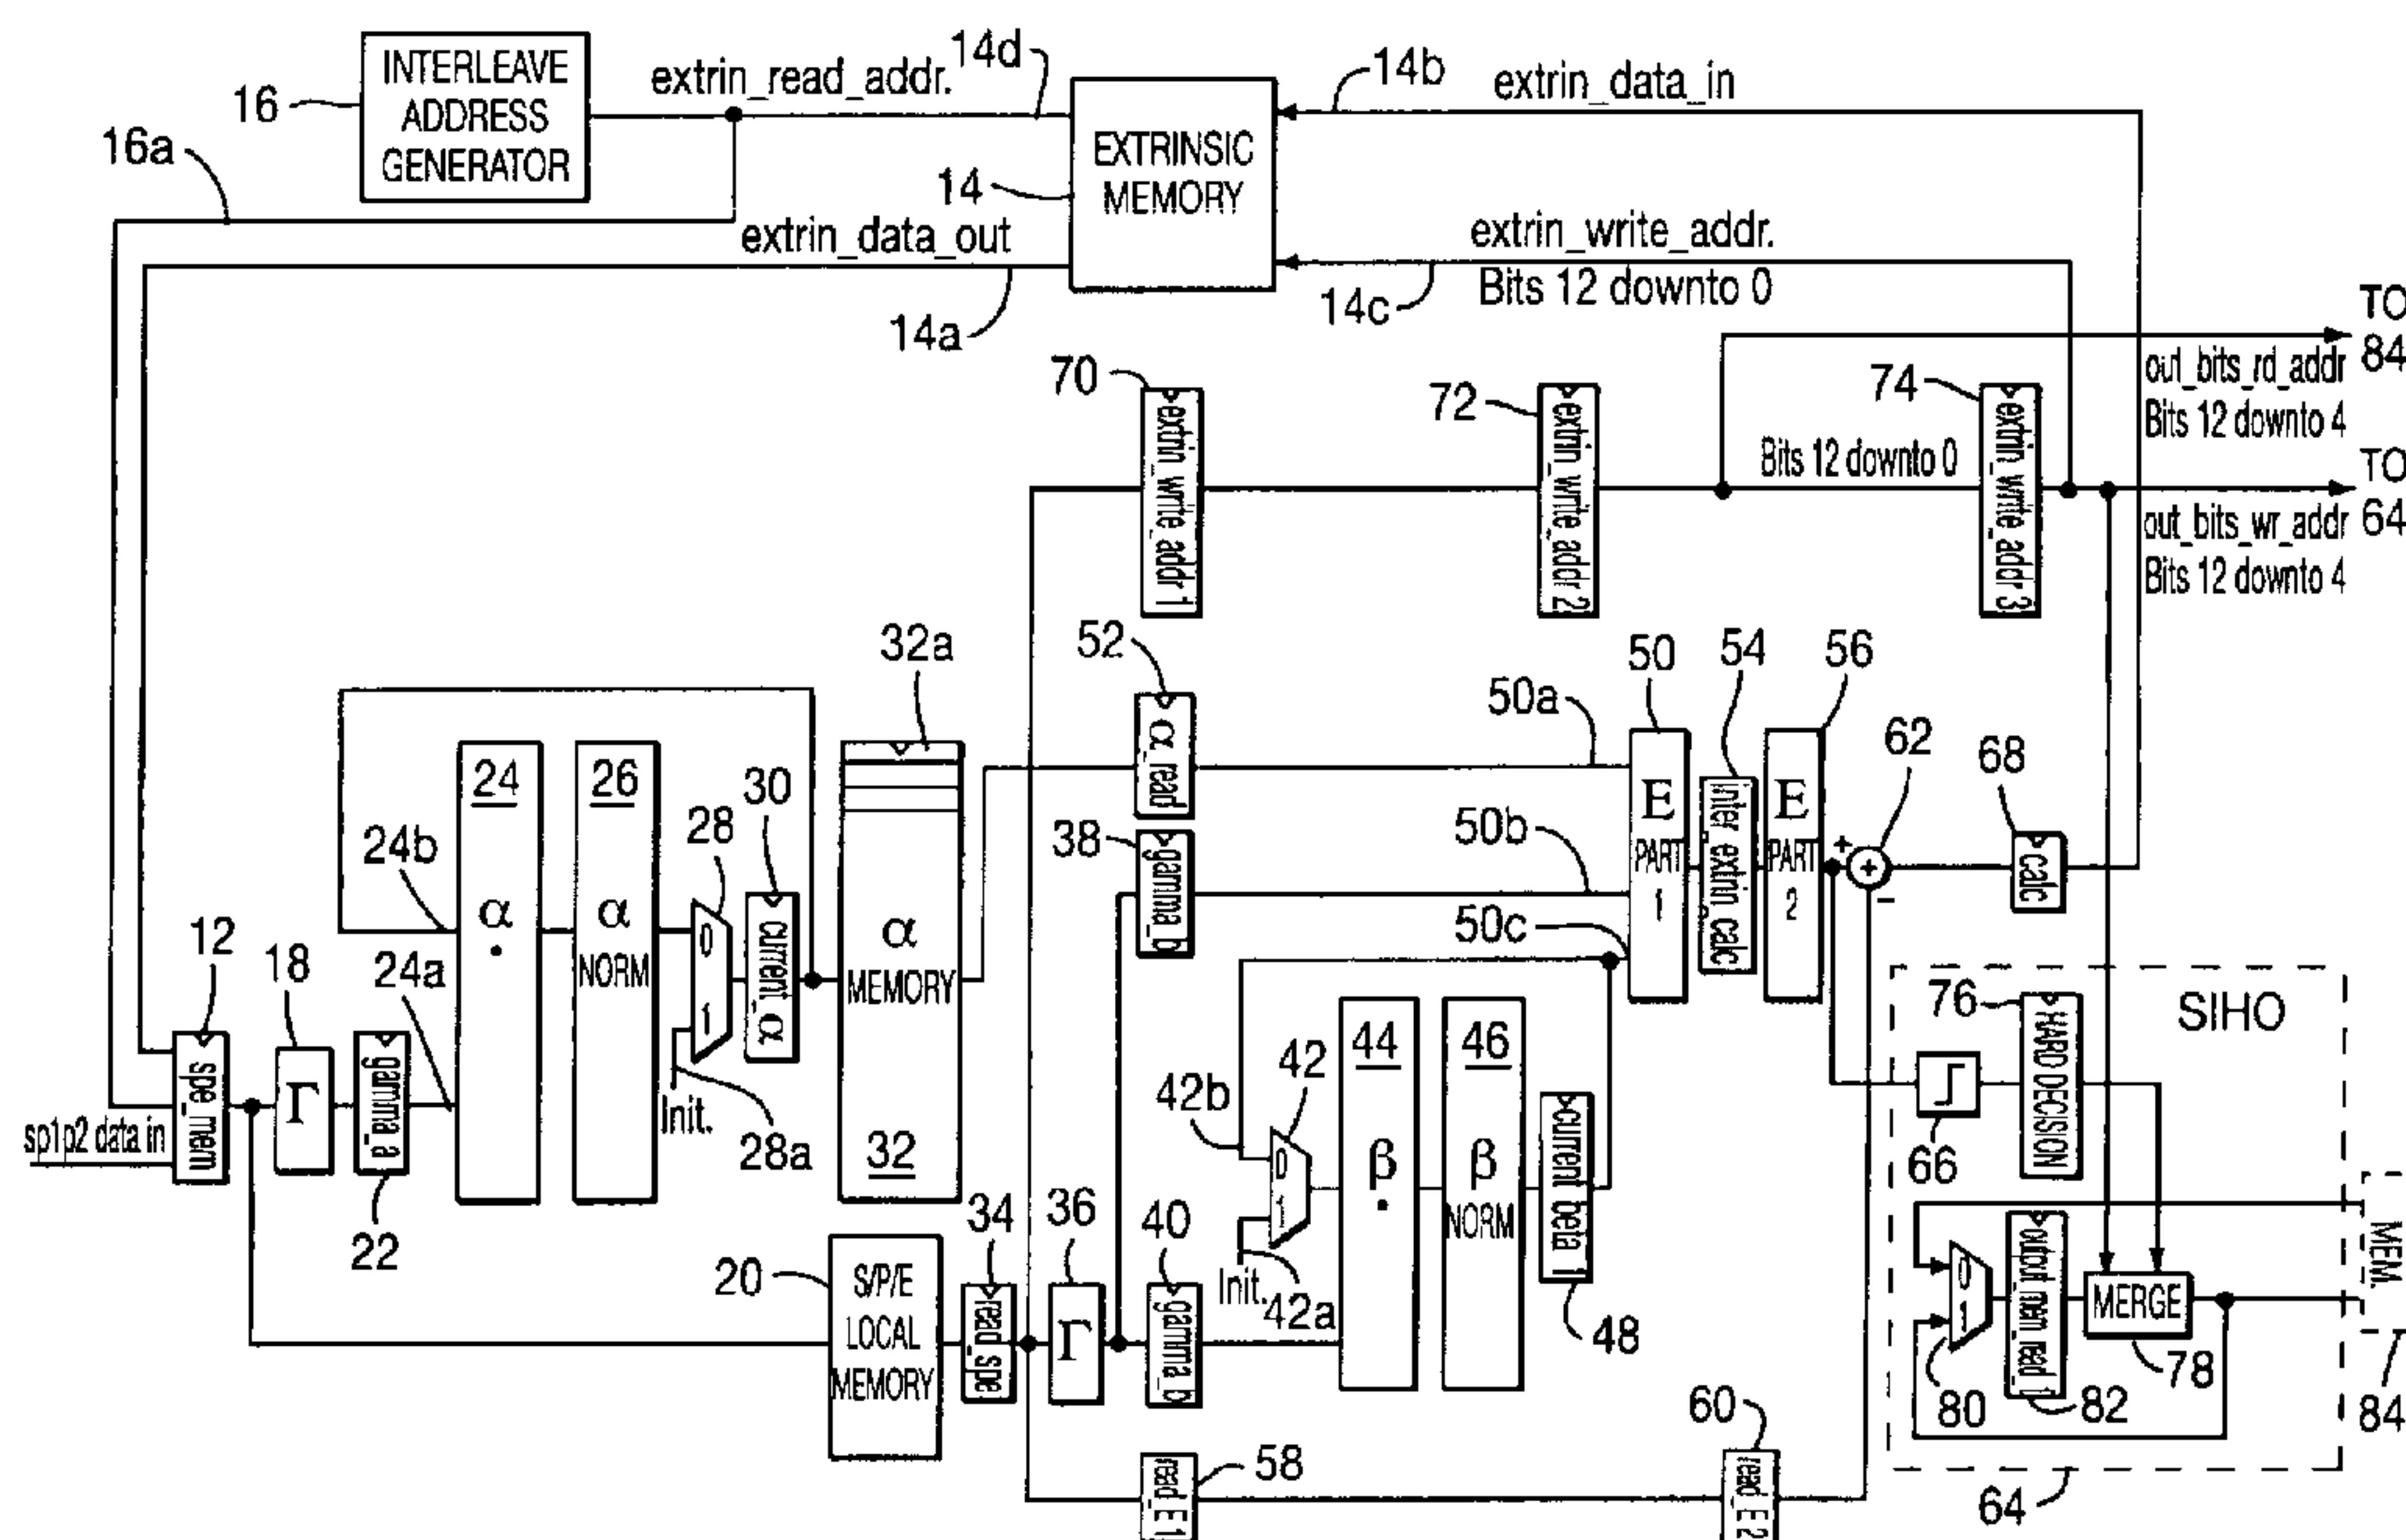 INTERLEAVE
ADDRESS
GENERATOR
16
16a
extrin_read_addr.
14d
EXTRINSIC
MEMORY
14
14b
extrin_data_in
extrin_data_out
14a
extrin_write_addr.
Bits 12 downto 0
14c
TO
84
out_bits_rd_addr
Bits 12 downto 4
TO
64
out_bits_wr_addr
Bits 12 downto 4
70
extrin_write_addr 1
72
extrin_write_addr 2
Bits 12 downto 0
74
extrin_write_addr 3
32a
52
α_read
50a
50
E
PART
1
54
inter_extrin_calc
56
E
PART
2
62
+
+
-
68
calc
24
α
24b
24a
26
α
NORM
28
0
1
Init.
28a
30
current_α
α
MEMORY
32
38
gamma_b
50b
50c
12
spe_mem
sp1p2 data in
18
Γ
gamma_a
22
42b
42
0
1
Init.
42a
44
β
46
β
NORM
current beta 1
48
SIHO
76
HARD DECISION
66
20
S/P/E
LOCAL
MEMORY
34
read_spe
36
Γ
40
gamma_b
0
1
80
output_mem_read_1
82
MERGE
78
MEM.
84
64
58
read_E 1
60
read_E 2